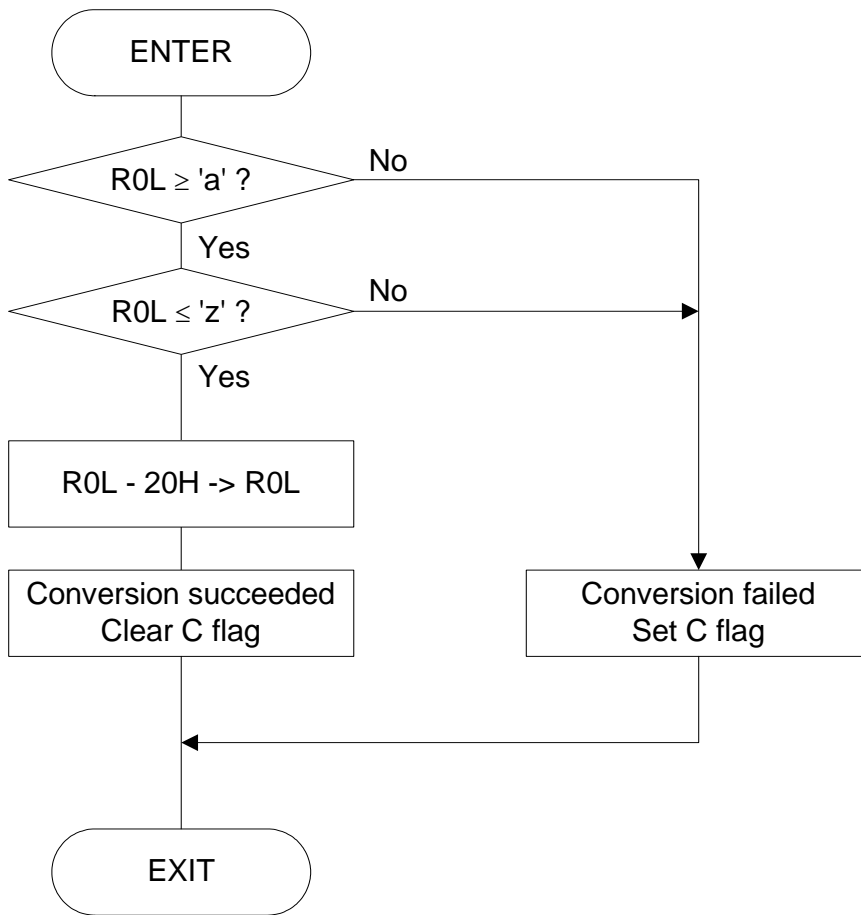 ENTER
R0L ≥ 'a' ?
No
Yes
R0L ≤ 'z' ?
No
Yes
R0L - 20H -> R0L
Conversion succeeded
Clear C flag
Conversion failed
Set C flag
EXIT